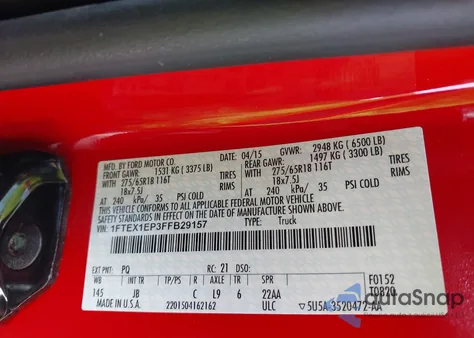 MFD. BY FORD MOTOR CO.
04/15 GVWR: 2948 KG ( 6500 LB)
FRONT GAWR: 1531 KG ( 3375 LB) REAR GAWR: 1497 KG ( 3300 LB)
WITH WITH
275/65R18 116T TIRES 275/65R18 116T TIRES
18x7.5J RIMS 18x7.5J RIMS
AT 240 kPa/ 35 PSI COLD AT 240 kPa/ 35 PSI COLD
THIS VEHICLE CONFORMS TO ALL APPLICABLE FEDERAL MOTOR VEHICLE
SAFETY STANDARDS IN EFFECT ON THE DATE OF MANUFACTURE SHOWN ABOVE.
VIN: 1FTEX1EP3FFB29157 TYPE: Truck
EXT PNT: PQ RC: 21 DSO: F0152
WB INT TR TP/PS R AXLE TR SPR T0820
145 JB C L9 6 22AA
MADE IN U.S.A. 2201504162162 ULC 5U5A-3520472-AA
autoSnap